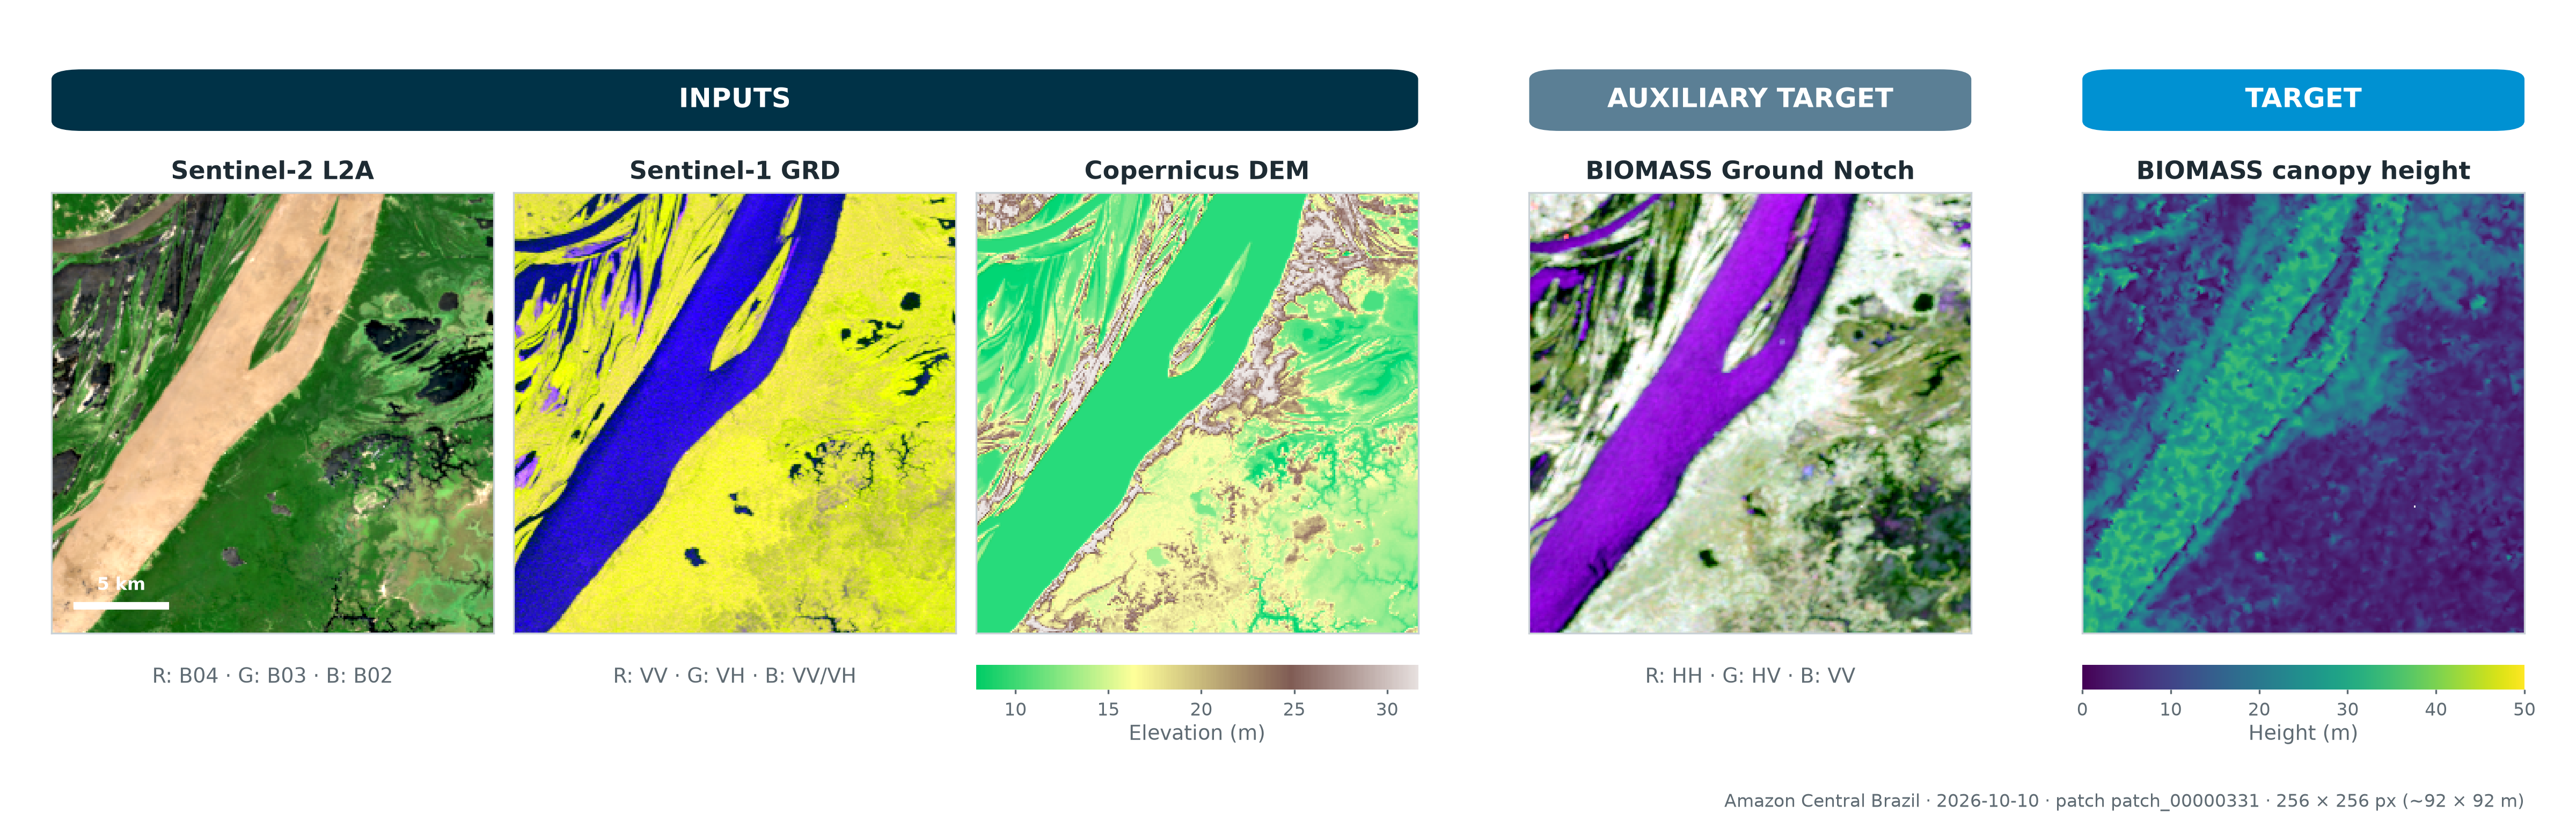 INPUTS
AUXILIARY TARGET
TARGET
Sentinel-2 L2A
Sentinel-1 GRD
Copernicus DEM
BIOMASS Ground Notch
BIOMASS canopy height
5 km
R: B04 · G: B03 · B: B02
R: VV · G: VH · B: VV/VH
10 15 20 25 30
Elevation (m)
R: HH · G: HV · B: VV
0 10 20 30 40 50
Height (m)
Amazon Central Brazil · 2026-10-10 · patch patch_00000331 · 256 × 256 px (~92 × 92 m)